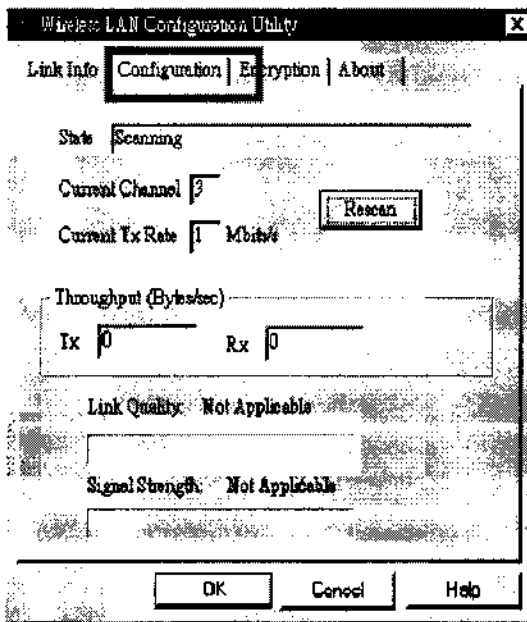 Wireless LAN Configuration Utility X
Link Info Configuration Encryption About
State Scanning
Current Channel 3
Rescan
Current Tx Rate 1 Mbits/s
Throughput (Bytes/sec)
Tx 0 Rx 0
Link Quality: Not Applicable
Signal Strength: Not Applicable
OK Cancel Help